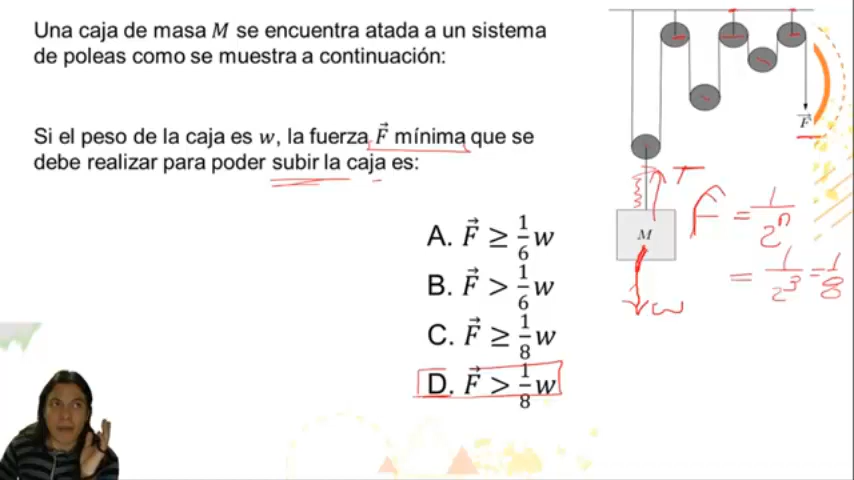 Una caja de masa M se encuentra atada a un sistema
de poleas como se muestra a continuación:
Si el peso de la caja es w, la fuerza F⃗ mínima que se
debe realizar para poder subir la caja es:
A. F⃗ ≥ 1/6 w
B. F⃗ > 1/6 w
C. F⃗ ≥ 1/8 w
D. F⃗ > 1/8 w
F⃗
T
M
w
F = 1/2^n
= 1/2^3 = 1/8